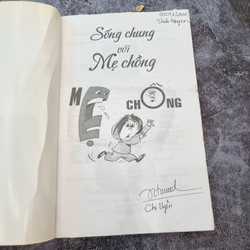 Sống chung
với
Mẹ chồng
MẸ
CHỒNG
Chi Uyên